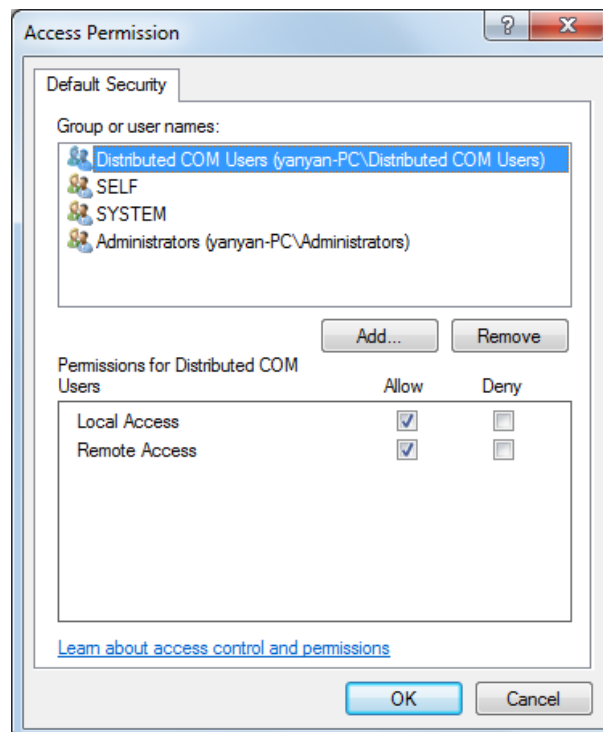 Access Permission
Default Security
Group or user names:
Distributed COM Users (yanyan-PC\Distributed COM Users)
SELF
SYSTEM
Administrators (yanyan-PC\Administrators)
Add... Remove
Permissions for Distributed COM
Users Allow Deny
Local Access
Remote Access
Learn about access control and permissions
OK Cancel